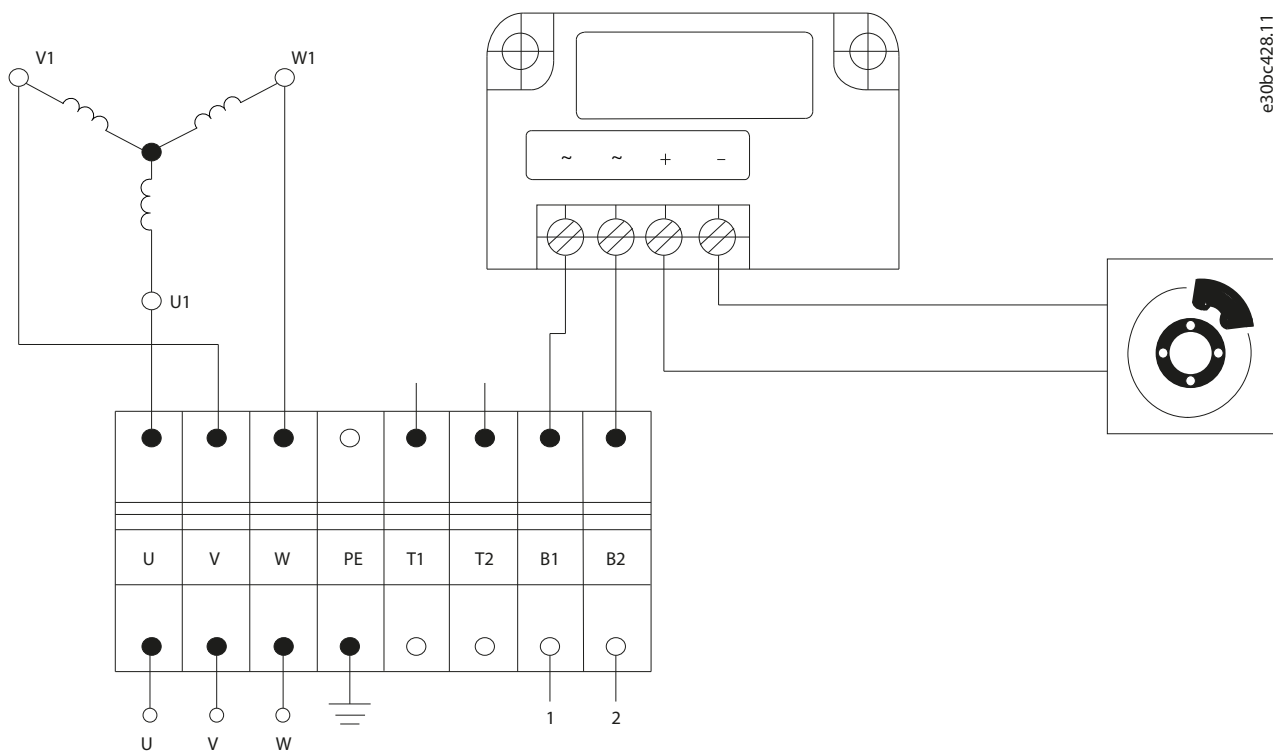 e30bc428.11
V1
W1
~ ~ + –
U1
U V W PE T1 T2 B1 B2
1 2
U V W